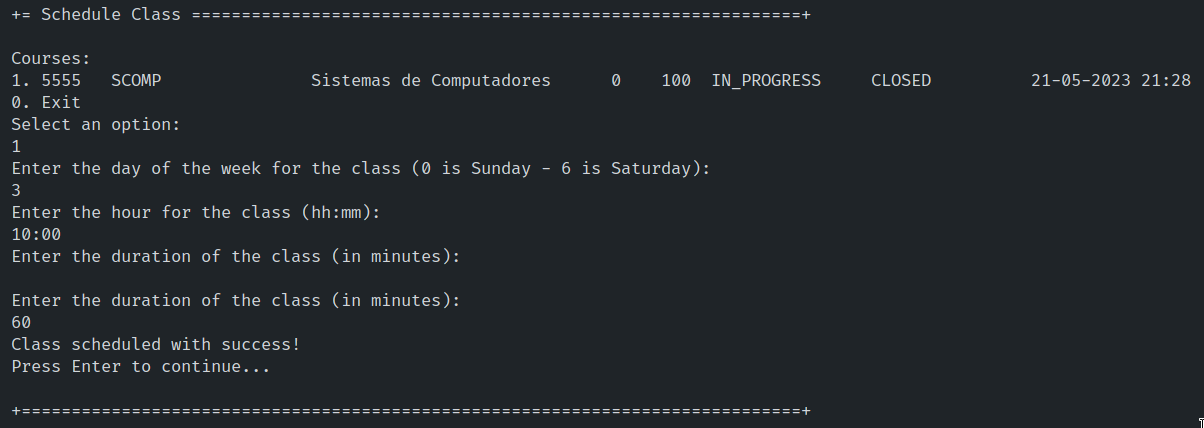 += Schedule Class =============================================================+
Courses:
1. 5555   SCOMP               Sistemas de Computadores      0    100  IN_PROGRESS     CLOSED          21-05-2023 21:28
0. Exit
Select an option:
1
Enter the day of the week for the class (0 is Sunday - 6 is Saturday):
3
Enter the hour for the class (hh:mm):
10:00
Enter the duration of the class (in minutes):
Enter the duration of the class (in minutes):
60
Class scheduled with success!
Press Enter to continue...
+==============================================================================+